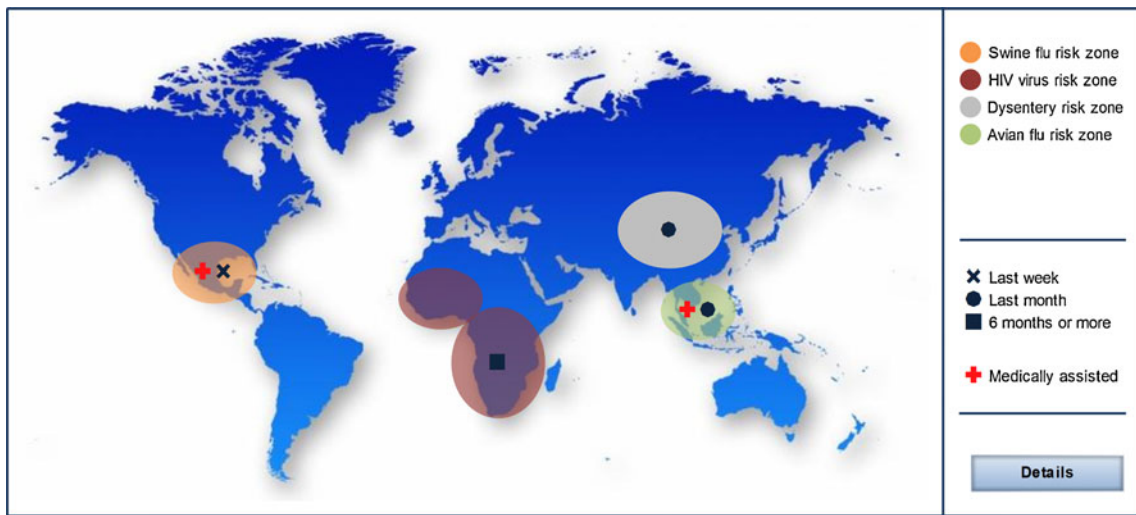 Swine flu risk zone
HIV virus risk zone
Dysentery risk zone
Avian flu risk zone
Last week
Last month
6 months or more
Medically assisted
Details